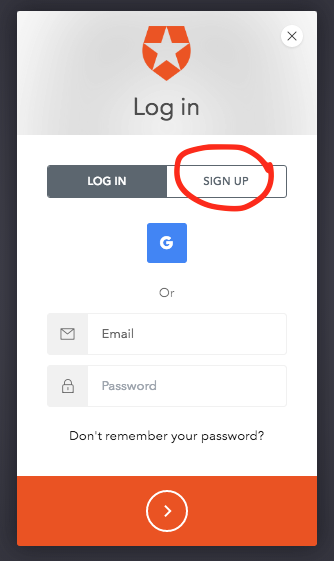 Log in
LOG IN SIGN UP
G
Or
Email
Password
Don't remember your password?